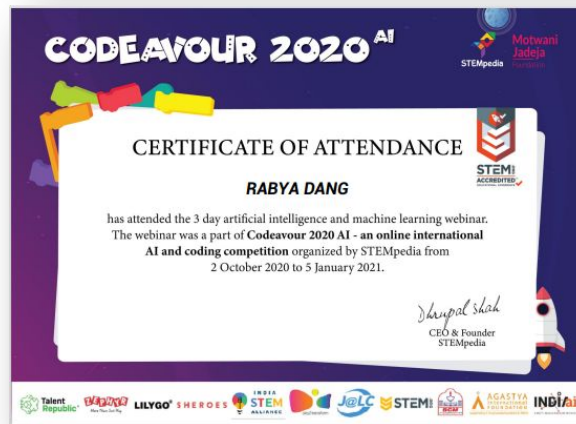 CODEAVOUR 2020 AI
STEMpedia
Motwani
Jadeja
Foundation
CERTIFICATE OF ATTENDANCE
STEM
ACCREDITED
RABYA DANG
has attended the 3 day artificial intelligence and machine learning webinar.
The webinar was a part of Codeavour 2020 AI - an online international
AI and coding competition organized by STEMpedia from
2 October 2020 to 5 January 2021.
Dhrupal Shah
CEO & Founder
STEMpedia
Talent
Republic
LILYGO
SHEROES
INDIA
STEM
ALLIANCE
J@LC
STEM
AGASTYA
INTERNATIONAL
FOUNDATION
INDIAai